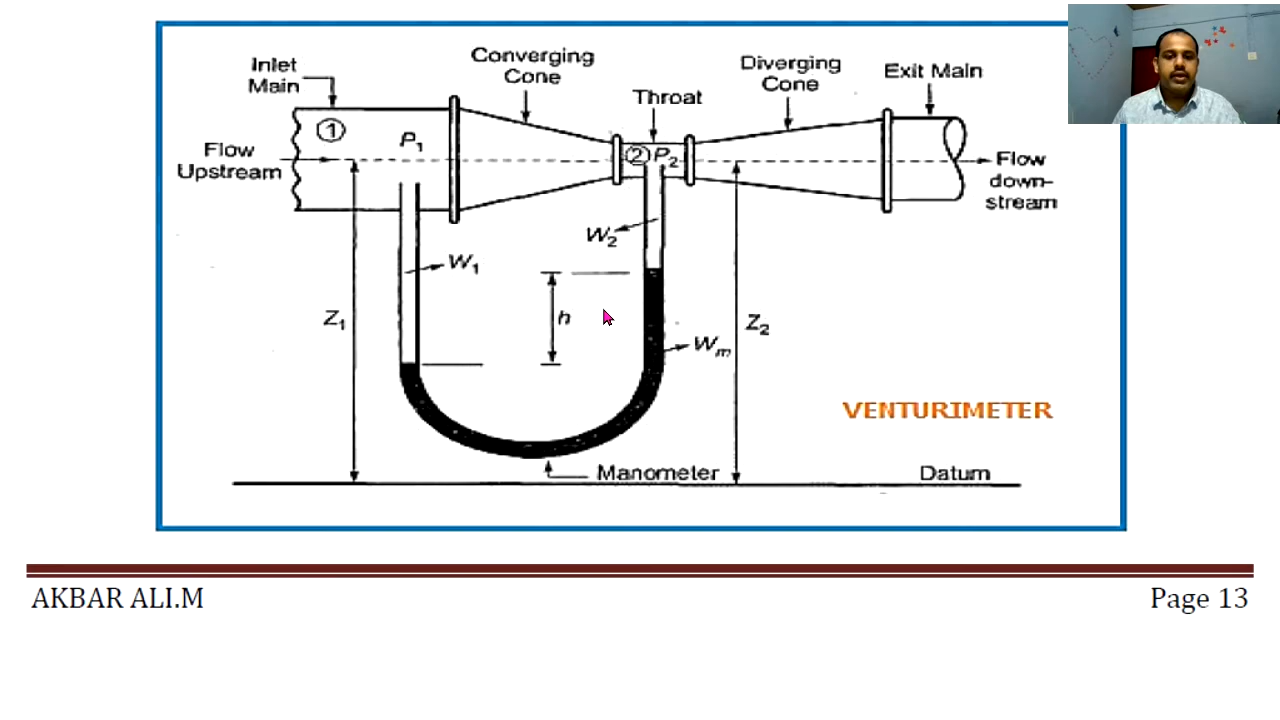 Inlet
Main
Converging
Cone
Throat
Diverging
Cone
Exit Main
Flow
Upstream
① P₁
② P₂
Flow
down-
stream
W₂
W₁
Z₁
h
Wₘ
Z₂
VENTURIMETER
Manometer
Datum
AKBAR ALI.M
Page 13